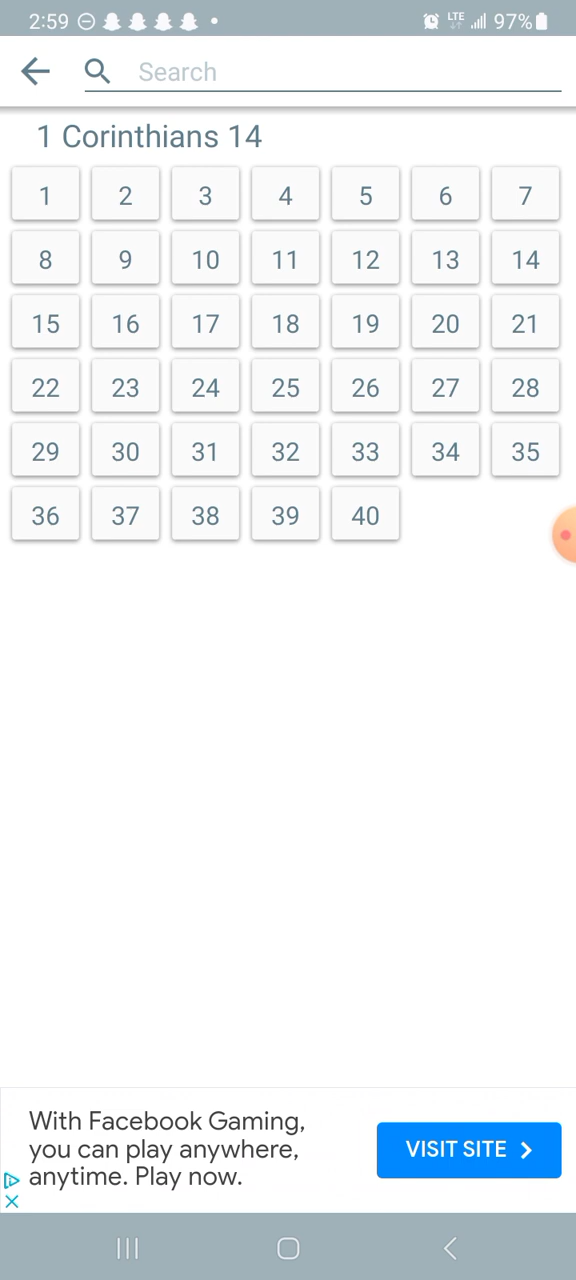 2:59 LTE 97%
Search
1 Corinthians 14
1 2 3 4 5 6 7
8 9 10 11 12 13 14
15 16 17 18 19 20 21
22 23 24 25 26 27 28
29 30 31 32 33 34 35
36 37 38 39 40
With Facebook Gaming,
you can play anywhere,
anytime. Play now.
VISIT SITE